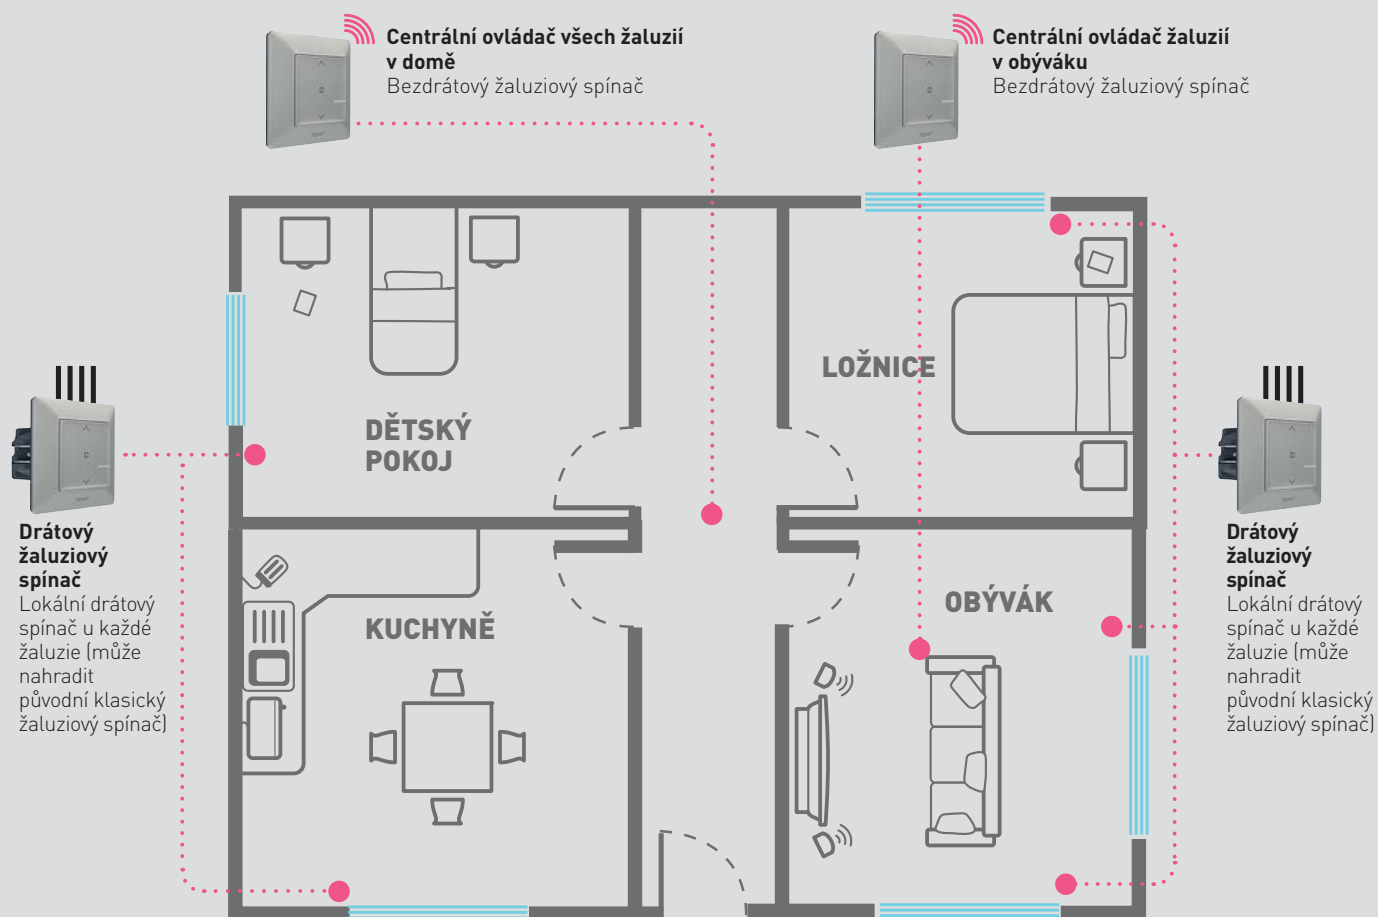 Centrální ovládač všech žaluzií
v domě
Bezdrátový žaluziový spínač
Centrální ovládač žaluzií
v obýváku
Bezdrátový žaluziový spínač
LOŽNICE
DĚTSKÝ
POKOJ
Drátový
žaluziový
spínač
Lokální drátový
spínač u každé
žaluzie (může
nahradit
původní klasický
žaluziový spínač)
Drátový
žaluziový
spínač
Lokální drátový
spínač u každé
žaluzie (může
nahradit
původní klasický
žaluziový spínač)
OBÝVÁK
KUCHYNĚ